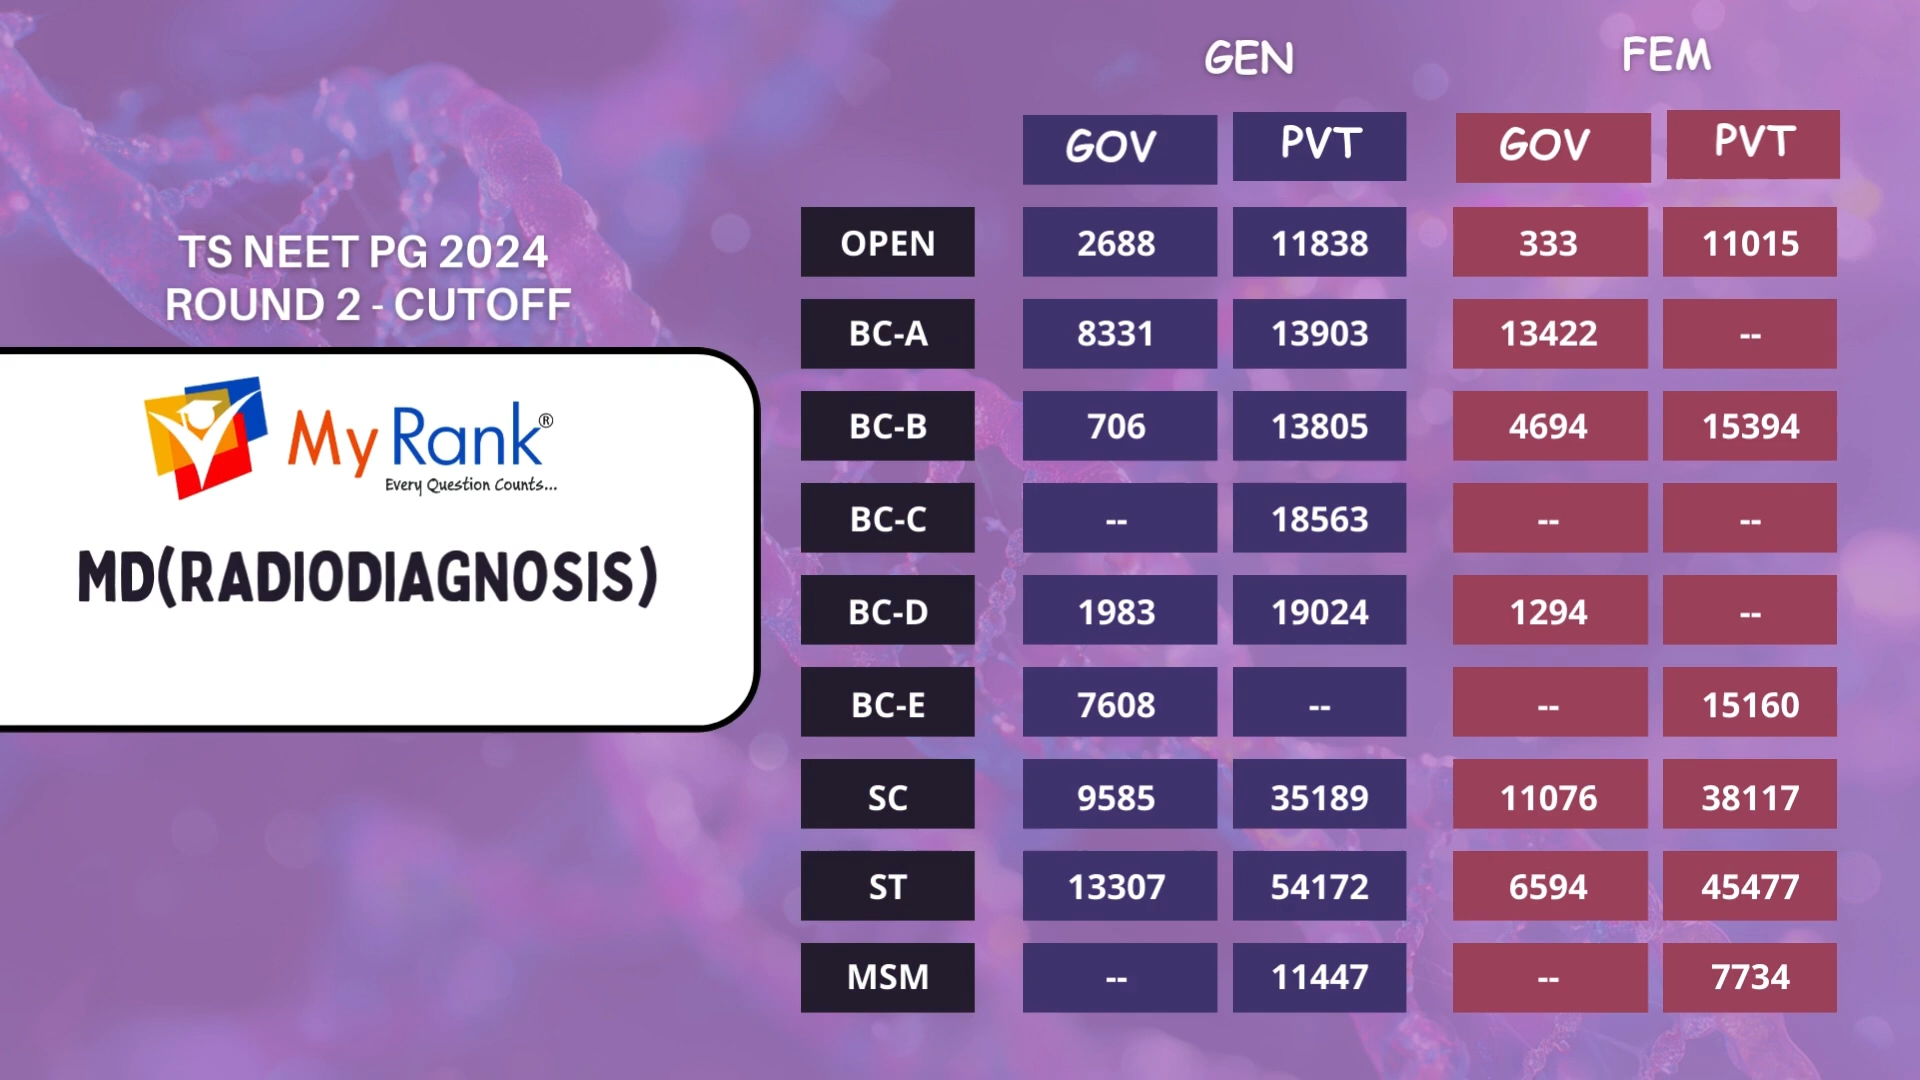 TS NEET PG 2024
ROUND 2 - CUTOFF
My Rank®
Every Question Counts...
MD(RADIODIAGNOSIS)
GEN FEM
GOV PVT GOV PVT
OPEN 2688 11838 333 11015
BC-A 8331 13903 13422 --
BC-B 706 13805 4694 15394
BC-C -- 18563 -- --
BC-D 1983 19024 1294 --
BC-E 7608 -- -- 15160
SC 9585 35189 11076 38117
ST 13307 54172 6594 45477
MSM -- 11447 -- 7734